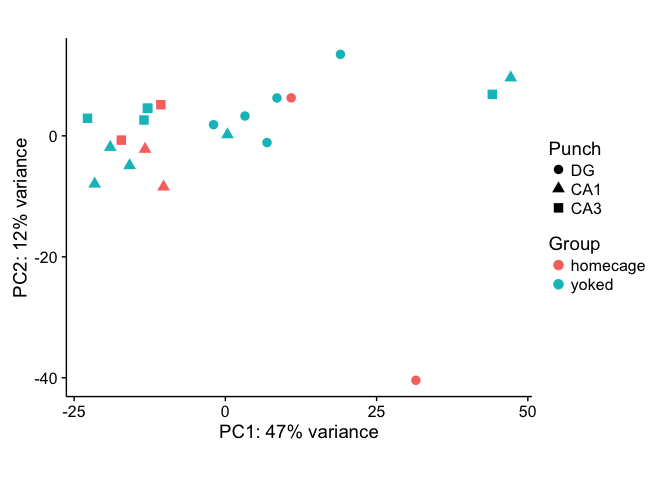 0
-20
-40
-25
0
25
50
PC2: 12% variance
PC1: 47% variance
Punch
DG
CA1
CA3
Group
homecage
yoked